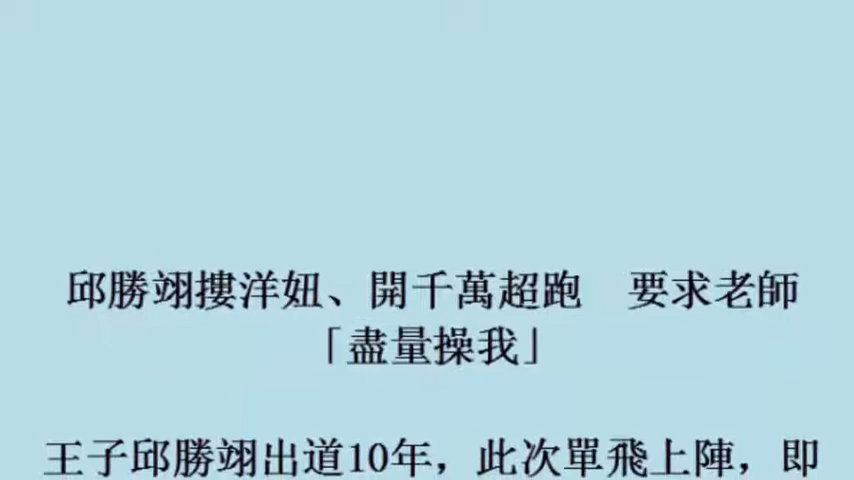 邱勝翊摟洋妞、開千萬超跑　要求老師
「盡量操我」
王子邱勝翊出道10年，此次單飛上陣，即